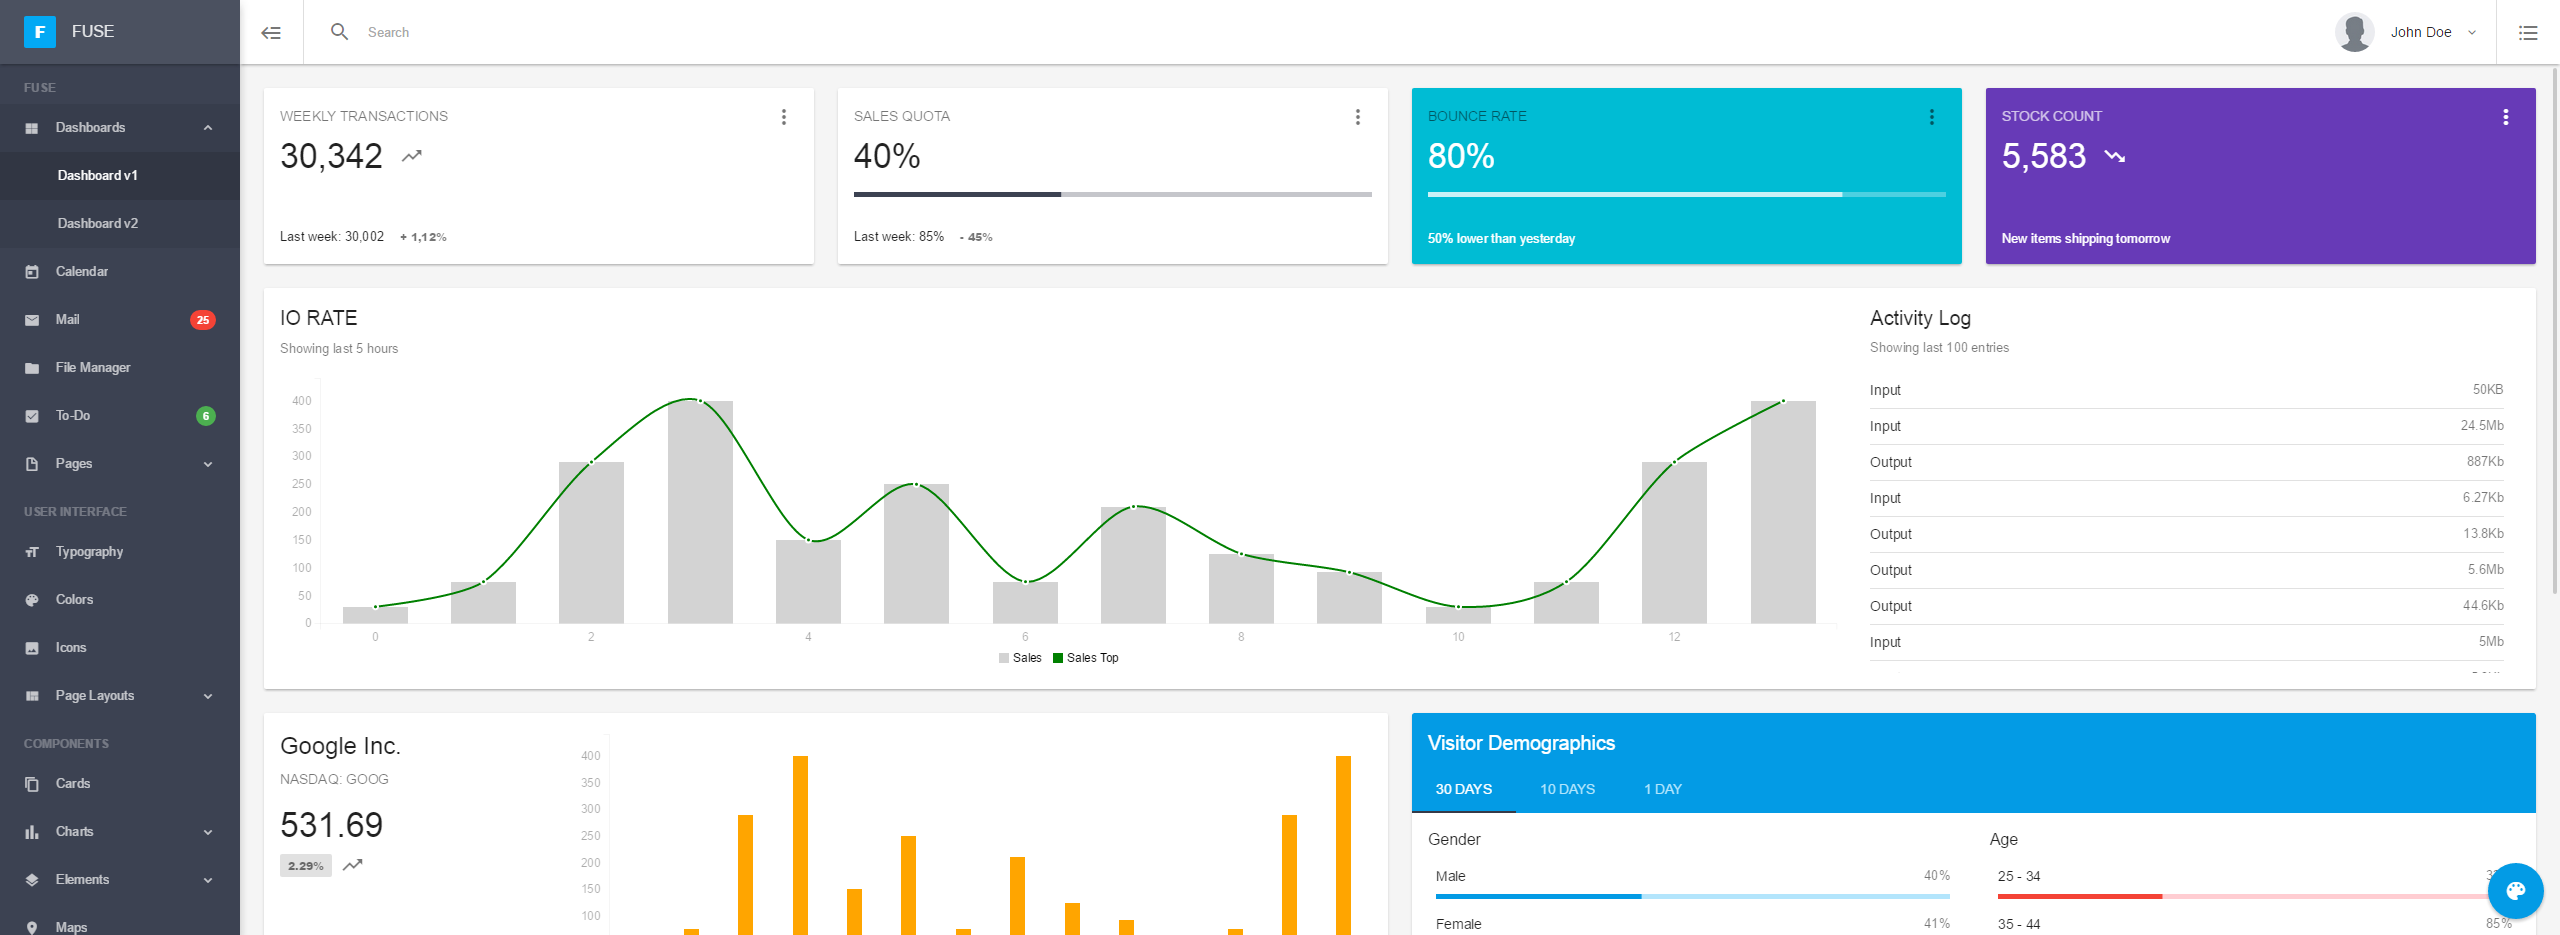 F FUSE
Search
John Doe
FUSE
Dashboards
Dashboard v1
Dashboard v2
Calendar
Mail 25
File Manager
To-Do 6
Pages
USER INTERFACE
Typography
Colors
Icons
Page Layouts
COMPONENTS
Cards
Charts
Elements
Maps
WEEKLY TRANSACTIONS
30,342
Last week: 30,002 + 1,12%
SALES QUOTA
40%
Last week: 85% - 45%
BOUNCE RATE
80%
50% lower than yesterday
STOCK COUNT
5,583
New items shipping tomorrow
IO RATE
Showing last 5 hours
400
350
300
250
200
150
100
50
0
0 2 4 6 8 10 12
Sales Sales Top
Activity Log
Showing last 100 entries
Input 50KB
Input 24.5Mb
Output 887Kb
Input 6.27Kb
Output 13.8Kb
Output 5.6Mb
Output 44.6Kb
Input 5Mb
Google Inc.
NASDAQ: GOOG
531.69
2.29%
400
350
300
250
200
150
100
Visitor Demographics
30 DAYS 10 DAYS 1 DAY
Gender
Male 40%
Female 41%
Age
25 - 34
35 - 44 85%